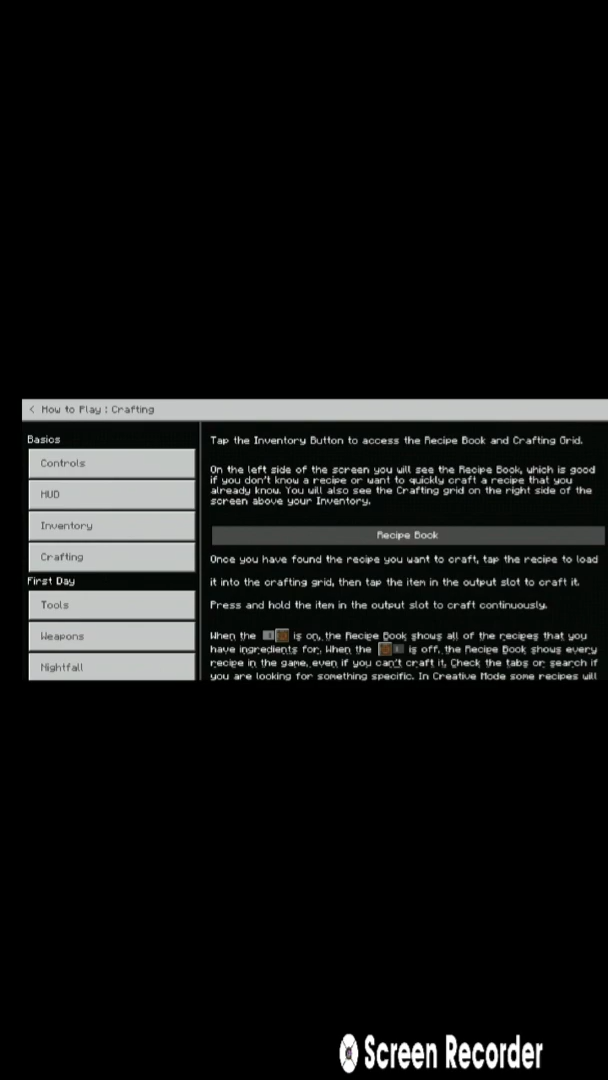 < How to Play : Crafting
Basics
Controls
HUD
Inventory
Crafting
First Day
Tools
Weapons
Nightfall
Tap the Inventory Button to access the Recipe Book and Crafting Grid.
On the left side of the screen you will see the Recipe Book, which is good
if you don't know a recipe or want to quickly craft a recipe that you
already know. You will also see the Crafting grid on the right side of the
screen above your Inventory.
Recipe Book
Once you have found the recipe you want to craft, tap the recipe to load
it into the crafting grid, then tap the item in the output slot to craft it.
Press and hold the item in the output slot to craft continuously.
When the is on, the Recipe Book shows all of the recipes that you
have ingredients for. When the is off, the Recipe Book shows every
recipe in the game, even if you can't craft it. Check the tabs or search if
you are looking for something specific. In Creative Mode some recipes will
Screen Recorder